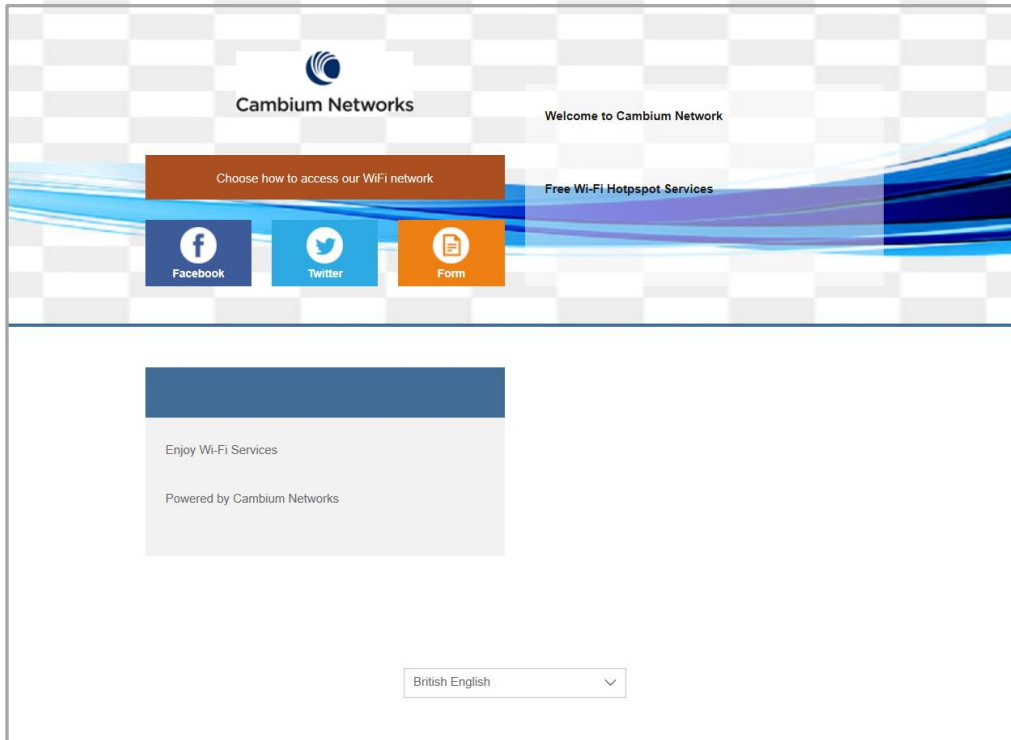 Cambium Networks
Welcome to Cambium Network
Choose how to access our WiFi network
Free Wi-Fi Hotpspot Services
Facebook
Twitter
Form
Enjoy Wi-Fi Services
Powered by Cambium Networks
British English